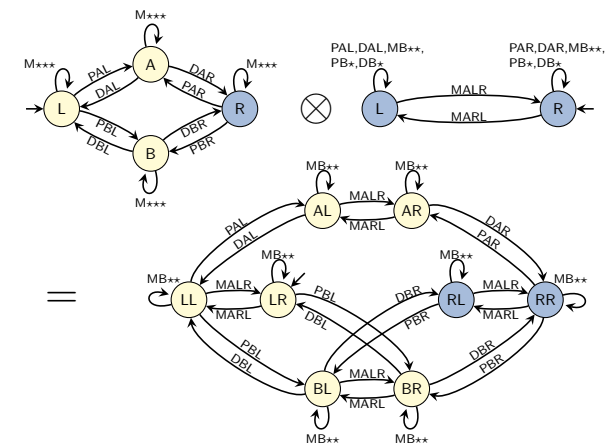 M⋆⋆⋆
M⋆⋆⋆ A M⋆⋆⋆
PAL DAR
DAL PAR
L R
PBL DBR
DBL PBR
B
M⋆⋆⋆
⊗
PAL,DAL,MB⋆⋆,
PB⋆,DB⋆
PAR,DAR,MB⋆⋆,
PB⋆,DB⋆
L MALR R
MARL
=
MB⋆⋆ MB⋆⋆
AL MALR AR
MARL
PAL DAR
DAL PAR
MB⋆⋆ MB⋆⋆ MB⋆⋆ MB⋆⋆
LL MALR LR PBL DBR RL MALR RR
MARL DBL PBR MARL
PBL DBR
DBL PBR
BL MALR BR
MARL
MB⋆⋆ MB⋆⋆